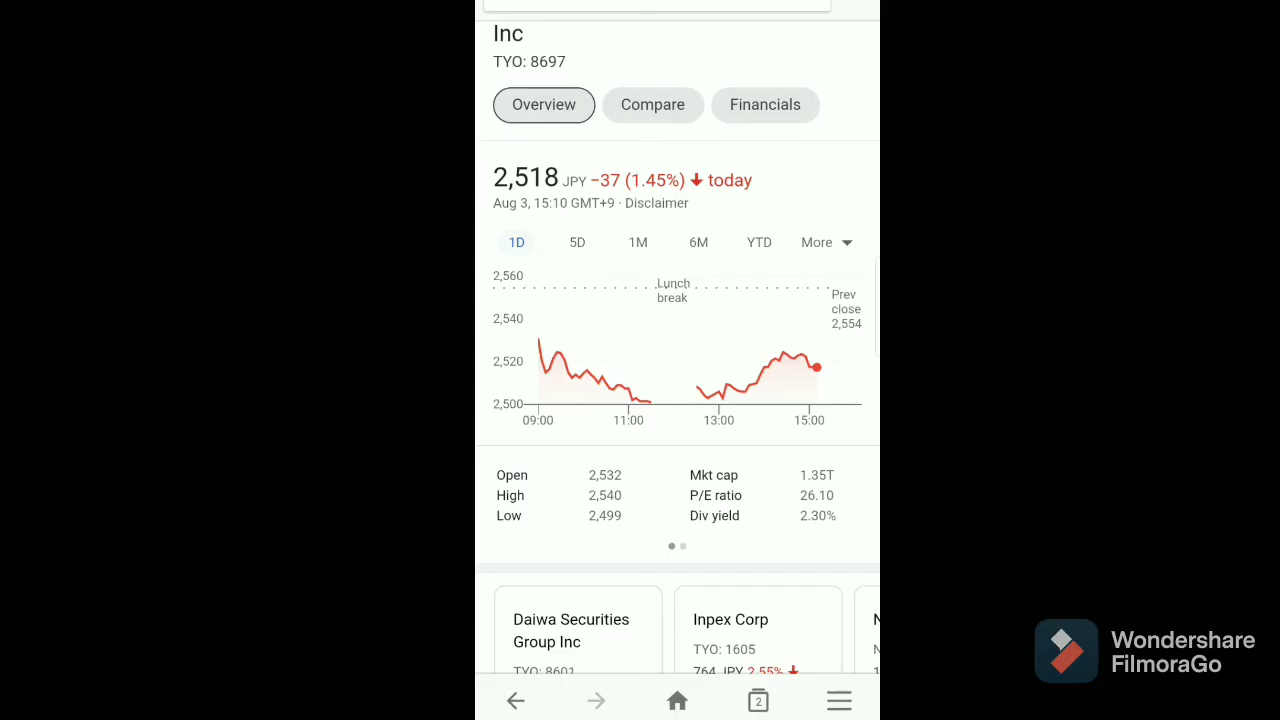 Inc
TYO: 8697
Overview Compare Financials
2,518 JPY −37 (1.45%) ↓ today
Aug 3, 15:10 GMT+9 · Disclaimer
1D 5D 1M 6M YTD More
2,560
Lunch
break
Prev
close
2,554
2,540
2,520
2,500
09:00 11:00 13:00 15:00
Open 2,532 Mkt cap 1.35T
High 2,540 P/E ratio 26.10
Low 2,499 Div yield 2.30%
Daiwa Securities
Group Inc
TYO: 8601
Inpex Corp
TYO: 1605
764 JPY 2.55% ↓
2
Wondershare
FilmoraGo